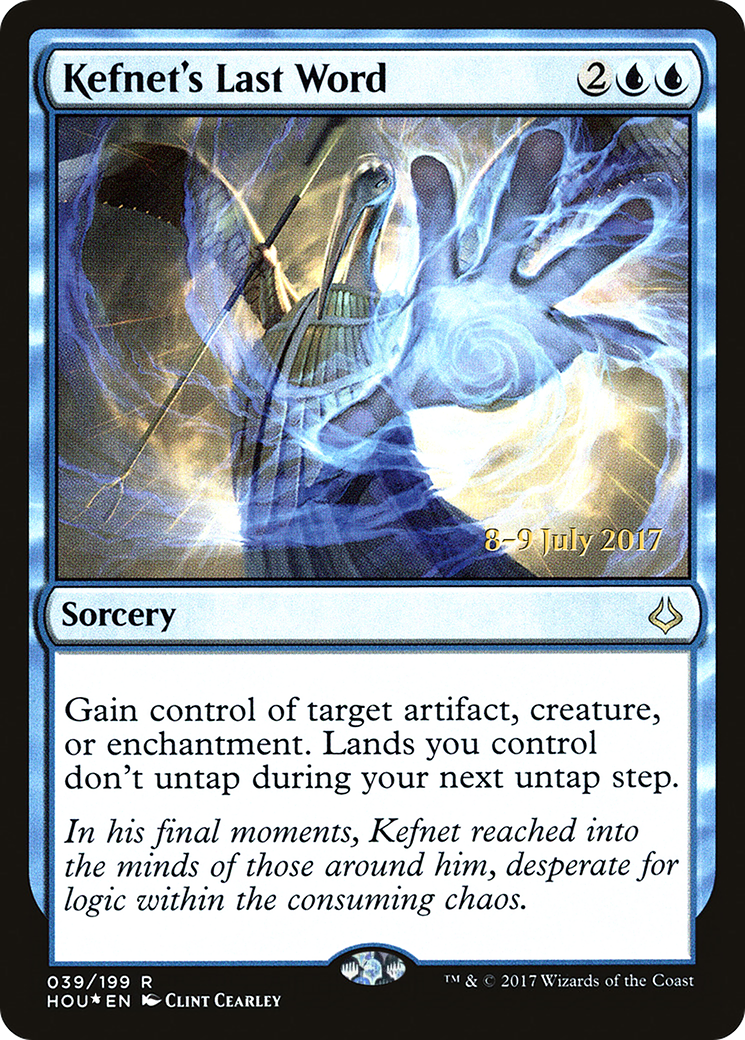 Kefnet's Last Word 2
8–9 July 2017
Sorcery
Gain control of target artifact, creature,
or enchantment. Lands you control
don't untap during your next untap step.
In his final moments, Kefnet reached into
the minds of those around him, desperate for
logic within the consuming chaos.
039/199 R
HOU★EN Clint Cearley
™ & © 2017 Wizards of the Coast